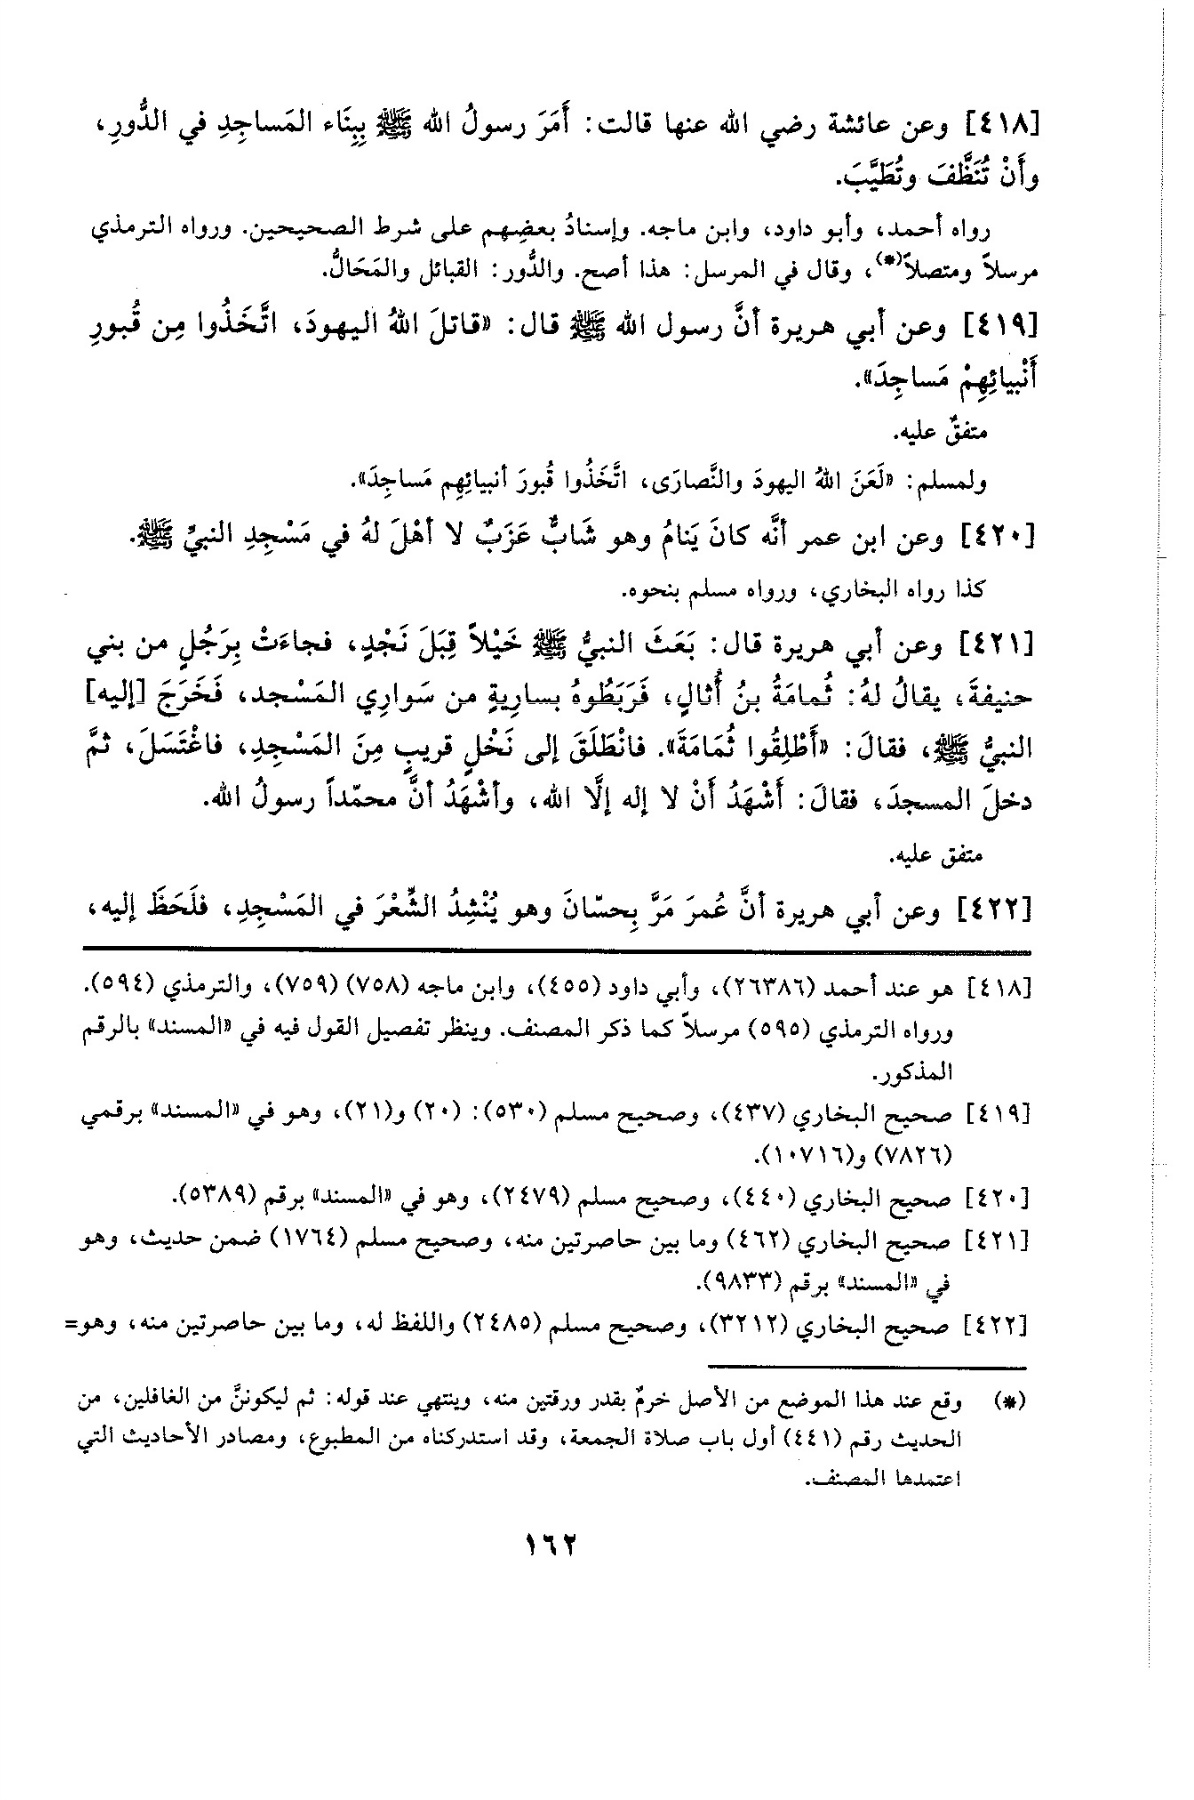 [٤١٨] وعن عائشة رضي الله عنها قالت: أَمَرَ رسولُ الله ﷺ بِبِنَاء المَساجِدِ في الدُّورِ،
وأَنْ تُنَظَّفَ وتُطَيَّبَ.
رواه أحمد، وأبو داود، وابن ماجه. وإسنادُ بعضِهم على شرط الصحيحين. ورواه الترمذي
مرسلاً ومتصلاً(*)، وقال في المرسل: هذا أصح. والدُّور: القبائل والمَحَالُّ.
[٤١٩] وعن أبي هريرة أنَّ رسول الله ﷺ قال: «قاتلَ اللهُ اليهودَ، اتَّخَذُوا مِن قُبورِ
أَنْبيائِهِمْ مَساجِدَ».
متفقٌ عليه.
ولمسلم: «لَعَنَ اللهُ اليهودَ والنَّصارَى، اتَّخَذُوا قُبورَ أنبيائِهِم مَساجِدَ».
[٤٢٠] وعن ابن عمر أنَّه كانَ يَنامُ وهو شَابٌّ عَزَبٌ لا أهْلَ لهُ في مَسْجِدِ النبيِّ ﷺ.
كذا رواه البخاري، ورواه مسلم بنحوه.
[٤٢١] وعن أبي هريرة قال: بَعَثَ النبيُّ ﷺ خَيْلاً قِبَلَ نَجْدٍ، فجاءَتْ بِرَجُلٍ من بني
حنيفةَ، يقالُ لهُ: ثُمامَةُ بنُ أُثالٍ، فَرَبَطُوهُ بسارِيةٍ من سَوارِي المَسْجد، فَخَرَجَ [إليه]
النبيُّ ﷺ، فقالَ: «أَطْلِقُوا ثُمَامَةَ». فانْطَلَقَ إلى نَخْلٍ قريبٍ مِنَ المَسْجِدِ، فاغْتَسَلَ، ثمَّ
دخلَ المسجدَ، فقالَ: أَشْهَدُ أَنْ لا إله إلَّا الله، وأشْهَدُ أنَّ محمّداً رسولُ الله.
متفق عليه.
[٤٢٢] وعن أبي هريرة أنَّ عُمرَ مَرَّ بِحسّانَ وهو يُنْشِدُ الشِّعْرَ في المَسْجِدِ، فلَحَظَ إليه،
[٤١٨] هو عند أحمد (٢٦٣٨٦)، وأبي داود (٤٥٥)، وابن ماجه (٧٥٨) (٧٥٩)، والترمذي (٥٩٤).
ورواه الترمذي (٥٩٥) مرسلاً كما ذكر المصنف. وينظر تفصيل القول فيه في «المسند» بالرقم
المذكور.
[٤١٩] صحيح البخاري (٤٣٧)، وصحيح مسلم (٥٣٠): (٢٠) و(٢١)، وهو في «المسند» برقمي
(٧٨٢٦) و(١٠٧١٦).
[٤٢٠] صحيح البخاري (٤٤٠)، وصحيح مسلم (٢٤٧٩)، وهو في «المسند» برقم (٥٣٨٩).
[٤٢١] صحيح البخاري (٤٦٢) وما بين حاصرتين منه، وصحيح مسلم (١٧٦٤) ضمن حديث، وهو
في «المسند» برقم (٩٨٣٣).
[٤٢٢] صحيح البخاري (٣٢١٢)، وصحيح مسلم (٢٤٨٥) واللفظ له، وما بين حاصرتين منه، وهو=
(*) وقع عند هذا الموضع من الأصل خرمٌ بقدر ورقتين منه، وينتهي عند قوله: ثم ليكوننَّ من الغافلين، من
الحديث رقم (٤٤١) أول باب صلاة الجمعة، وقد استدركناه من المطبوع، ومصادر الأحاديث التي
اعتمدها المصنف.
١٦٢